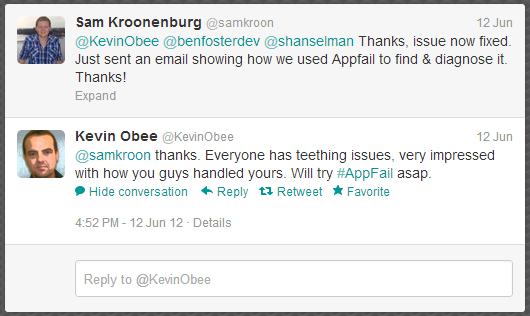 Sam Kroonenburg @samkroon 12 Jun
@KevinObee @benfosterdev @shanselman Thanks, issue now fixed.
Just sent an email showing how we used Appfail to find & diagnose it.
Thanks!
Expand
Kevin Obee @KevinObee 12 Jun
@samkroon thanks. Everyone has teething issues, very impressed
with how you guys handled yours. Will try #AppFail asap.
Hide conversation Reply Retweet Favorite
4:52 PM - 12 Jun 12 · Details
Reply to @KevinObee